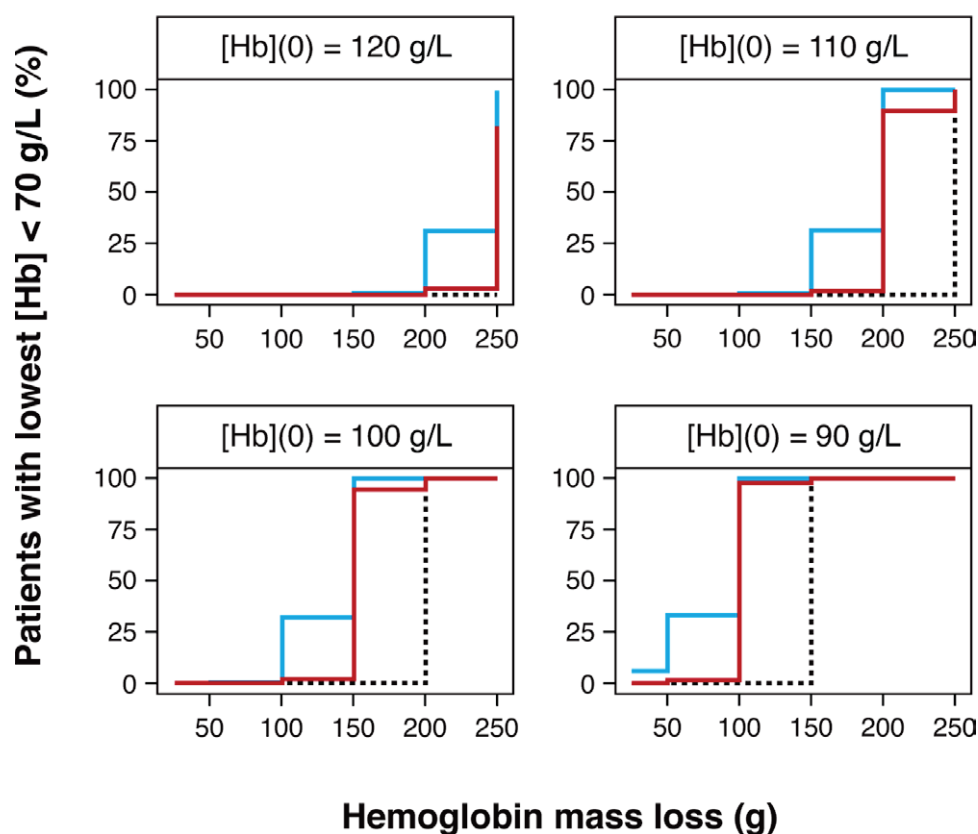 Patients with lowest [Hb] < 70 g/L (%)
[Hb](0) = 120 g/L
[Hb](0) = 110 g/L
100
75
50
25
0
50 100 150 200 250
100
75
50
25
0
50 100 150 200 250
[Hb](0) = 100 g/L
[Hb](0) = 90 g/L
100
75
50
25
0
50 100 150 200 250
100
75
50
25
0
50 100 150 200 250
Hemoglobin mass loss (g)